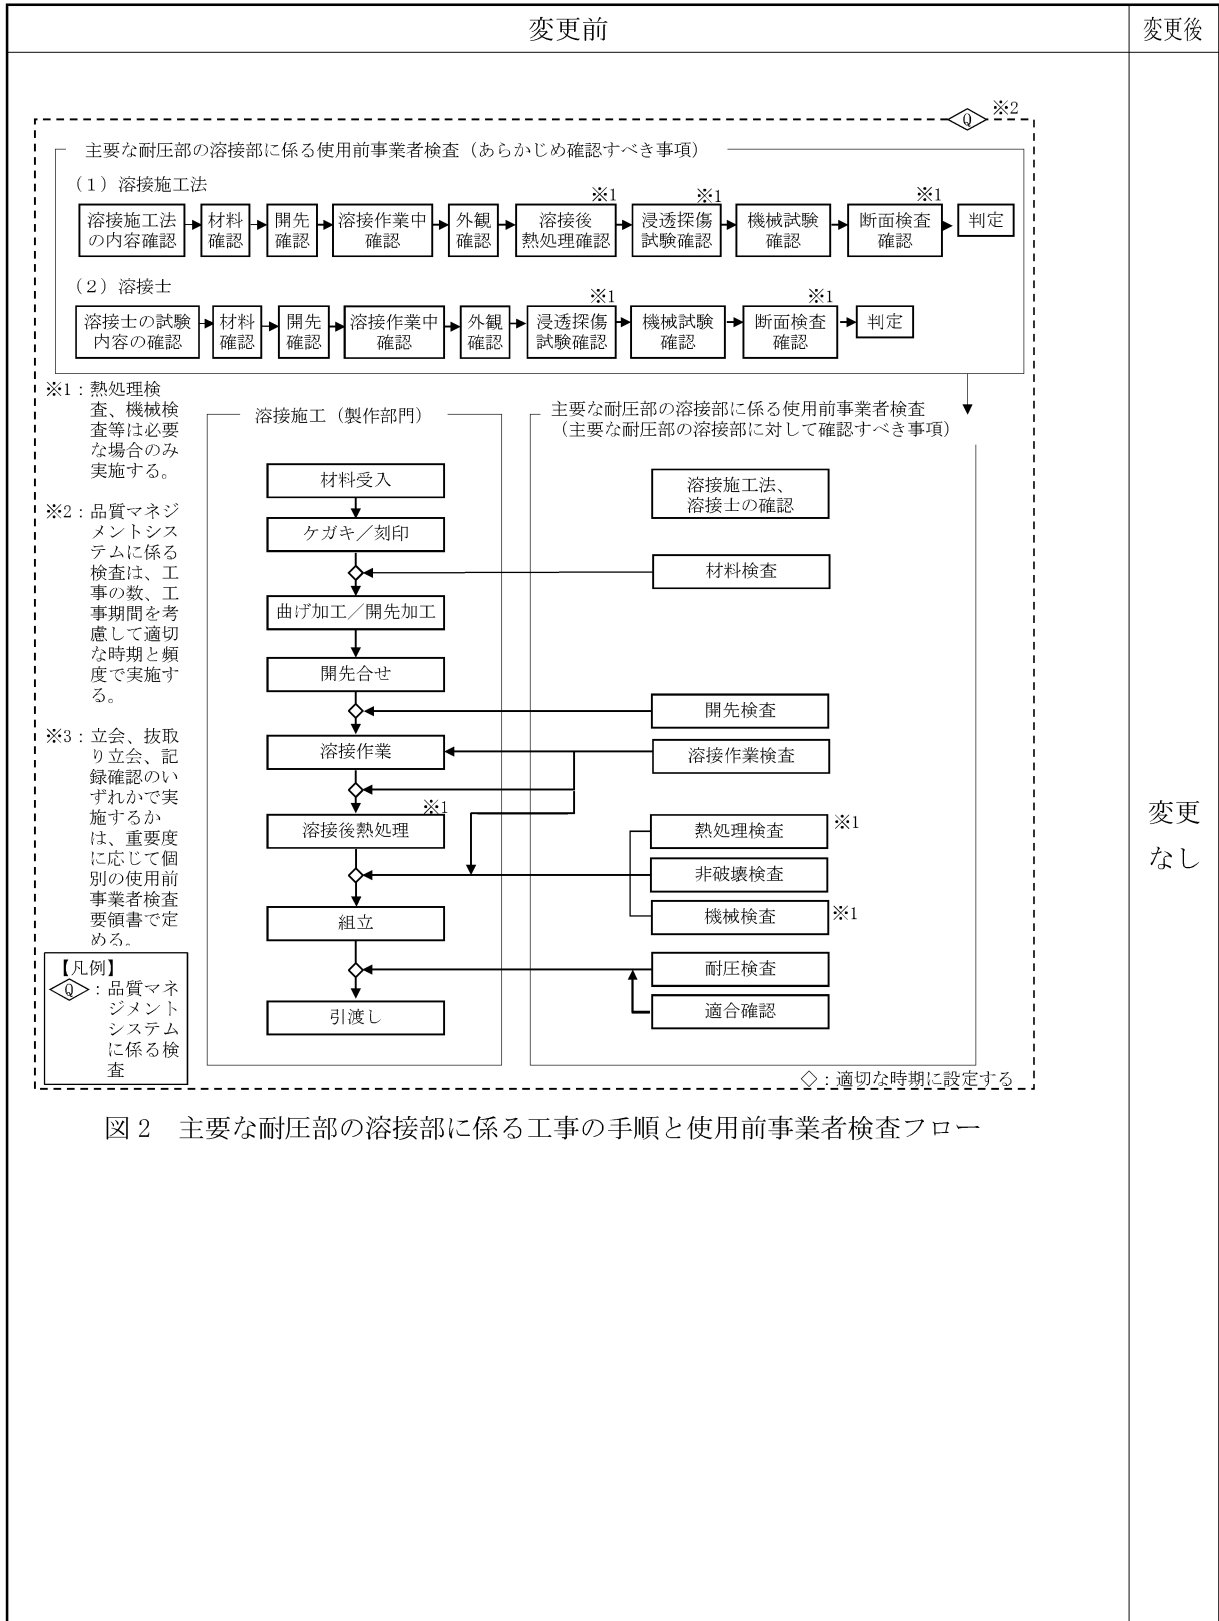 変更前
変更後
Q
※2
主要な耐圧部の溶接部に係る使用前事業者検査（あらかじめ確認すべき事項）
（１）溶接施工法
※1
※1
※1
溶接施工法
の内容確認
材料
確認
開先
確認
溶接作業中
確認
外観
確認
溶接後
熱処理確認
浸透探傷
試験確認
機械試験
確認
断面検査
確認
判定
（２）溶接士
※1
※1
溶接士の試験
内容の確認
材料
確認
開先
確認
溶接作業中
確認
外観
確認
浸透探傷
試験確認
機械試験
確認
断面検査
確認
判定
※1：熱処理検
査、機械検
査等は必要
な場合のみ
実施する。
※2：品質マネジ
メントシス
テムに係る
検査は、工
事の数、工
事期間を考
慮して適切
な時期と頻
度で実施す
る。
※3：立会、抜取
り立会、記
録確認のい
ずれかで実
施するか
は、重要度
に応じて個
別の使用前
事業者検査
要領書で定
める。
【凡例】
Q：品質マネ
ジメント
システム
に係る検
査
溶接施工（製作部門）
材料受入
ケガキ／刻印
曲げ加工／開先加工
開先合せ
溶接作業
※1
溶接後熱処理
組立
引渡し
主要な耐圧部の溶接部に係る使用前事業者検査
（主要な耐圧部の溶接部に対して確認すべき事項）
溶接施工法、
溶接士の確認
材料検査
開先検査
溶接作業検査
熱処理検査
※1
非破壊検査
機械検査
※1
耐圧検査
適合確認
◇：適切な時期に設定する
図２　主要な耐圧部の溶接部に係る工事の手順と使用前事業者検査フロー
変更
なし